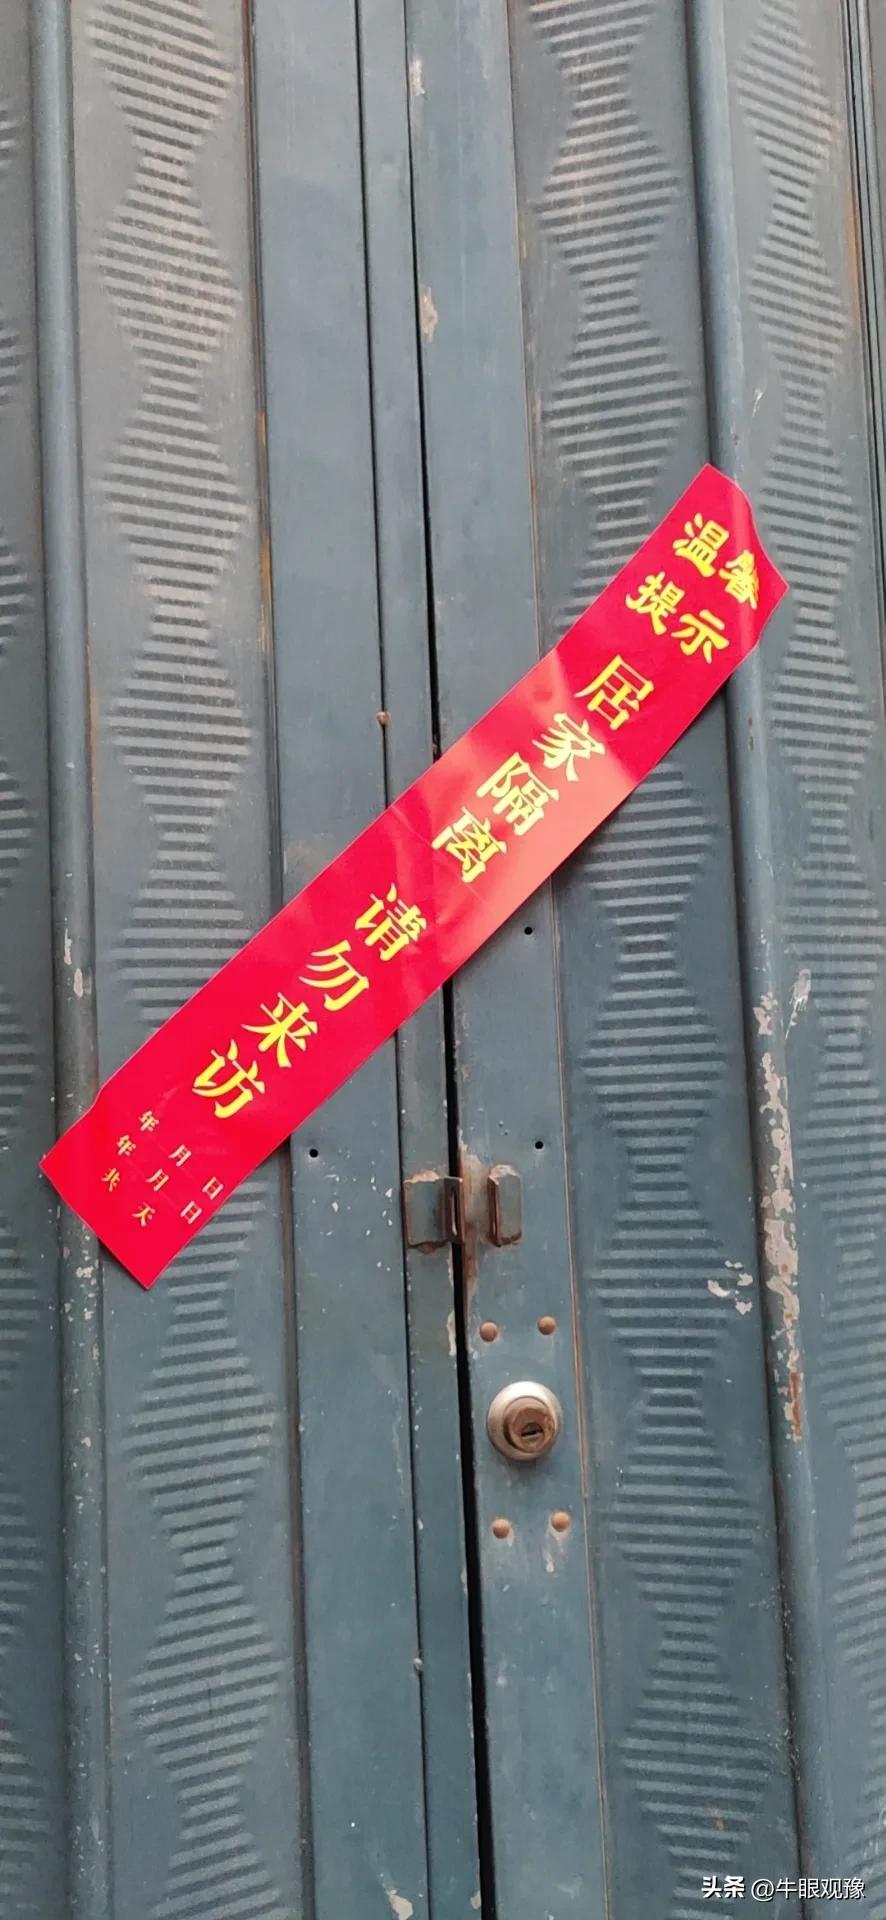 温馨
提示
居家隔离 请勿来访
年 月 日
年 月 日
共 天
头条 @牛眼观豫